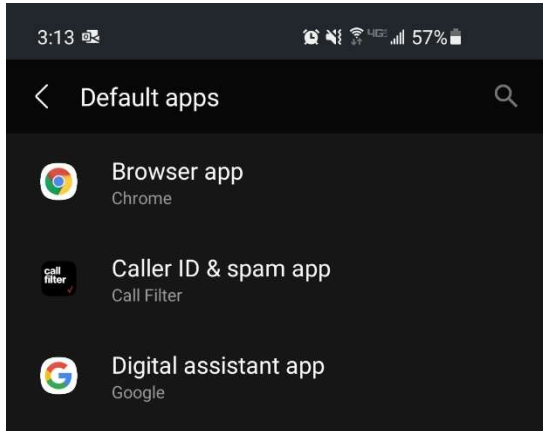 3:13 4GE 57%
Default apps
Browser app
Chrome
call
filter
Caller ID & spam app
Call Filter
Digital assistant app
Google